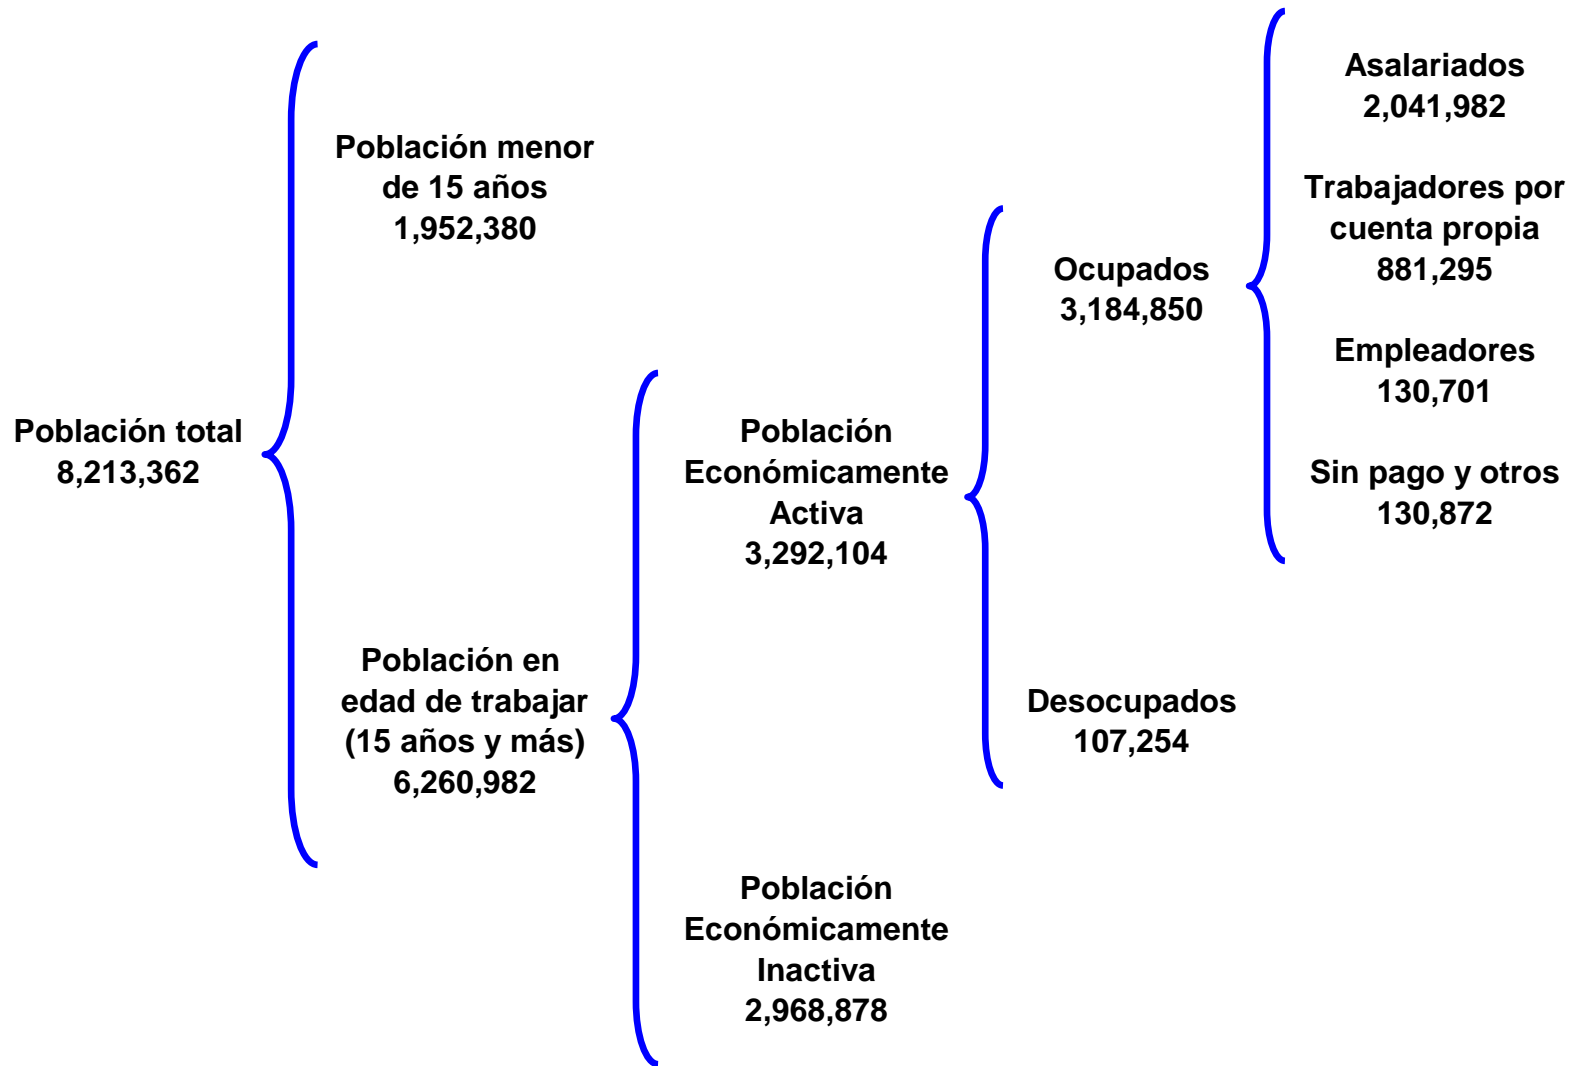 Población total
8,213,362
Población menor
de 15 años
1,952,380
Población en
edad de trabajar
(15 años y más)
6,260,982
Población
Económicamente
Activa
3,292,104
Población
Económicamente
Inactiva
2,968,878
Ocupados
3,184,850
Desocupados
107,254
Asalariados
2,041,982
Trabajadores por
cuenta propia
881,295
Empleadores
130,701
Sin pago y otros
130,872